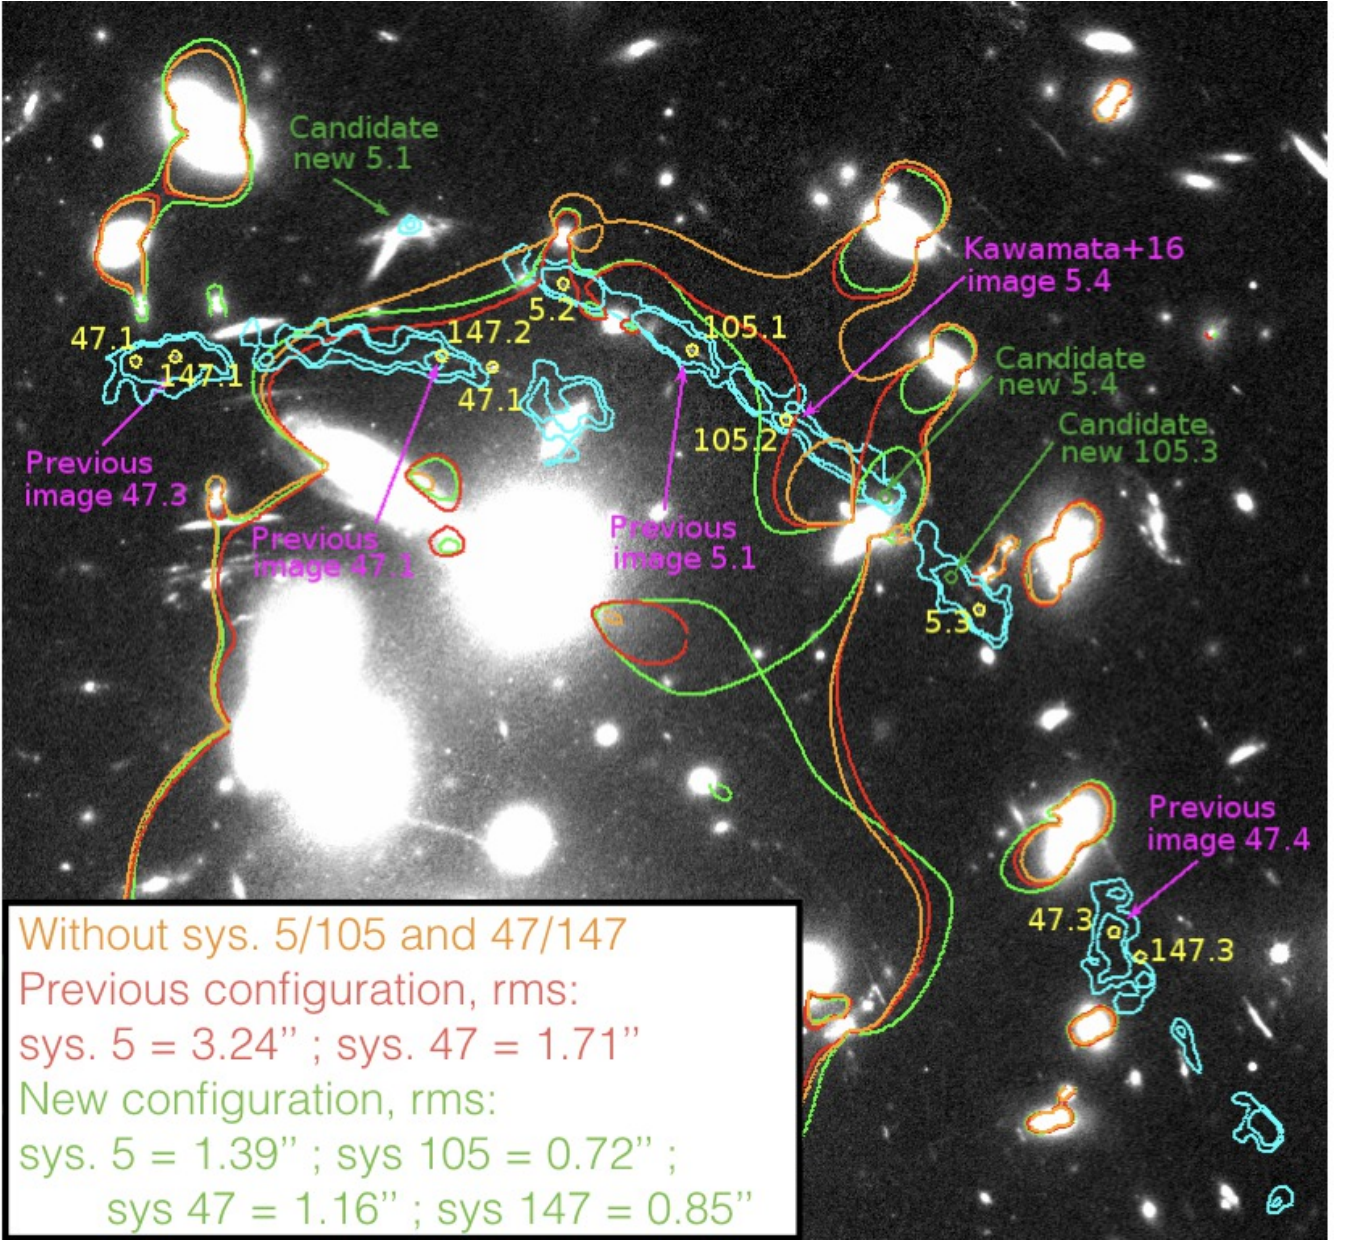 Candidate
new 5.1
Kawamata+16
image 5.4
5.2
105.1
47.1
147.2
147.1
Candidate
new 5.4
47.1
105.2
Candidate
new 105.3
Previous
image 47.3
Previous
image 47.1
Previous
image 5.1
5.3
Previous
image 47.4
47.3
147.3
Without sys. 5/105 and 47/147
Previous configuration, rms:
sys. 5 = 3.24’’ ; sys. 47 = 1.71’’
New configuration, rms:
sys. 5 = 1.39’’ ; sys 105 = 0.72’’ ;
sys 47 = 1.16’’ ; sys 147 = 0.85’’